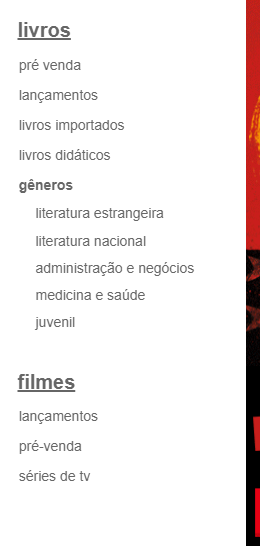 livros
pré venda
lançamentos
livros importados
livros didáticos
gêneros
literatura estrangeira
literatura nacional
administração e negócios
medicina e saúde
juvenil
filmes
lançamentos
pré-venda
séries de tv